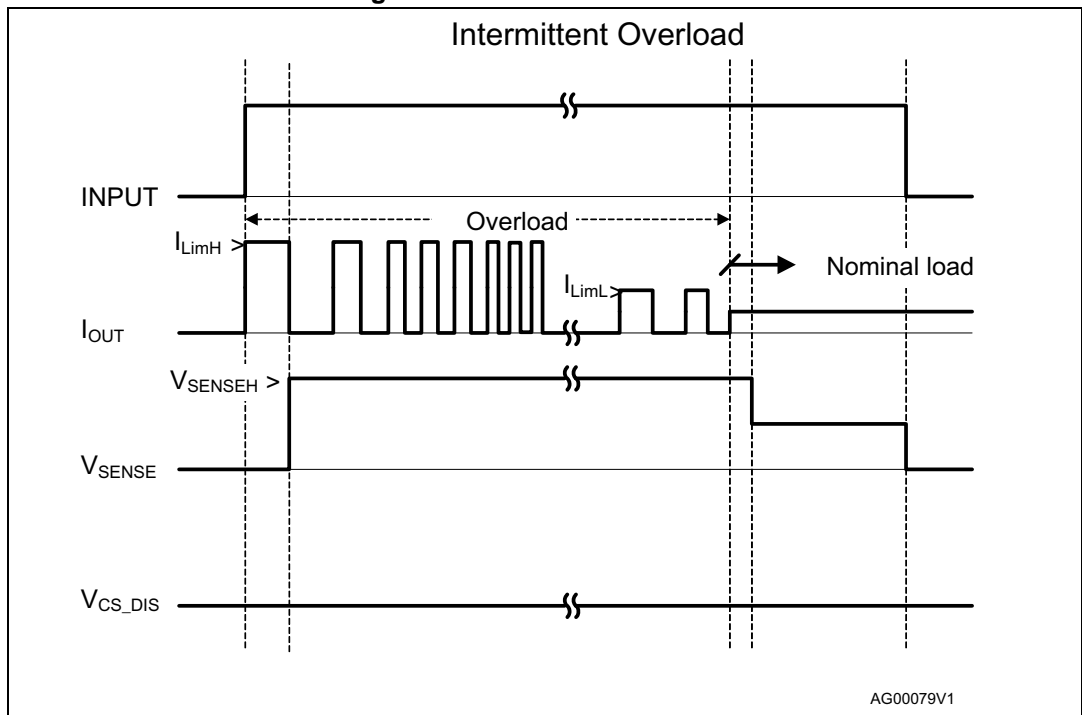 Intermittent Overload
INPUT
Overload
I_LimH >
Nominal load
I_LimL>
I_OUT
V_SENSEH >
V_SENSE
V_CS_DIS
AG00079V1